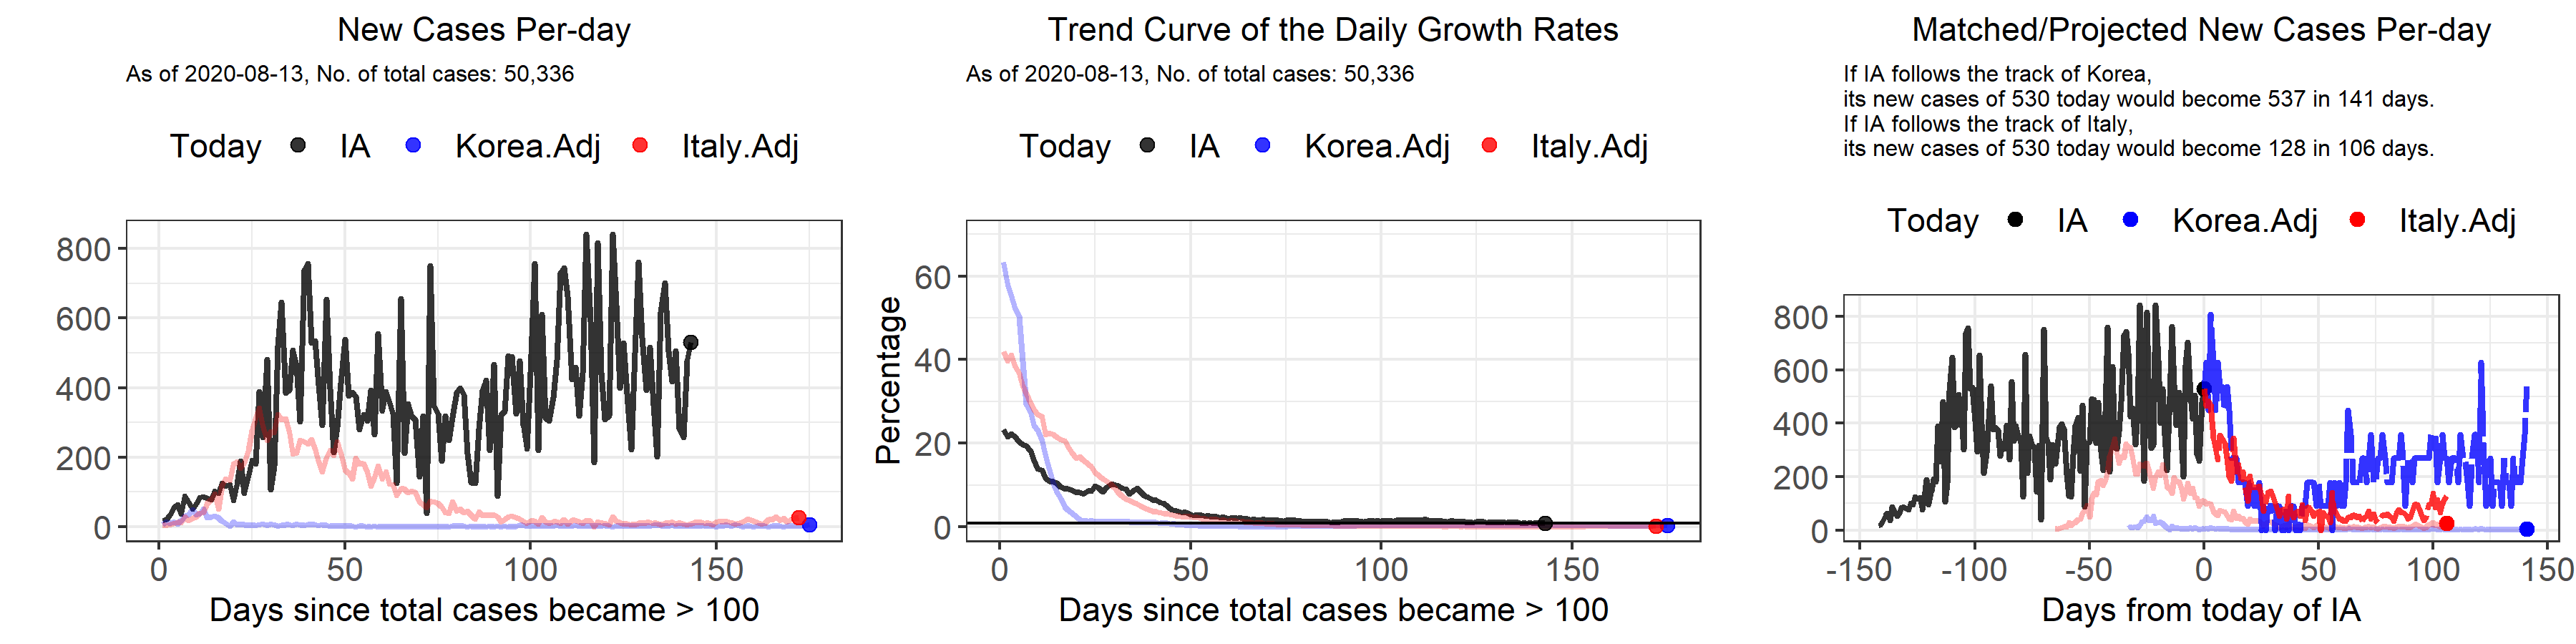 New Cases Per-day
As of 2020-08-13, No. of total cases: 50,336
Today IA Korea.Adj Italy.Adj
800
600
400
200
0
0 50 100 150
Days since total cases became > 100
Trend Curve of the Daily Growth Rates
As of 2020-08-13, No. of total cases: 50,336
Today IA Korea.Adj Italy.Adj
Percentage
60
40
20
0
0 50 100 150
Days since total cases became > 100
Matched/Projected New Cases Per-day
If IA follows the track of Korea,
its new cases of 530 today would become 537 in 141 days.
If IA follows the track of Italy,
its new cases of 530 today would become 128 in 106 days.
Today IA Korea.Adj Italy.Adj
800
600
400
200
0
-150 -100 -50 0 50 100 150
Days from today of IA